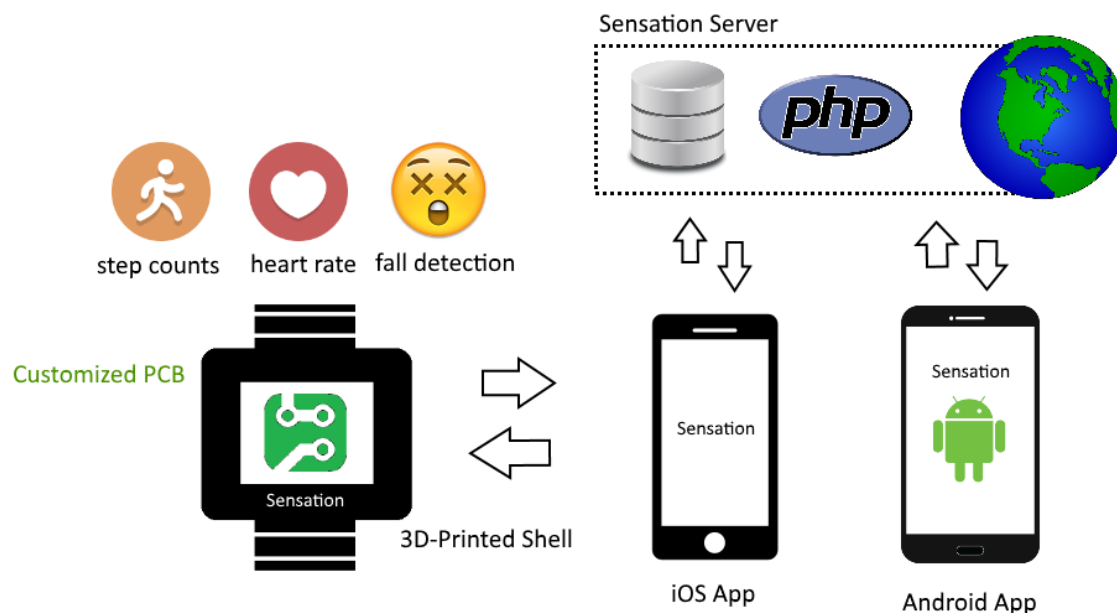 Sensation Server
php
step counts
heart rate
fall detection
Customized PCB
Sensation
3D-Printed Shell
Sensation
iOS App
Sensation
Android App